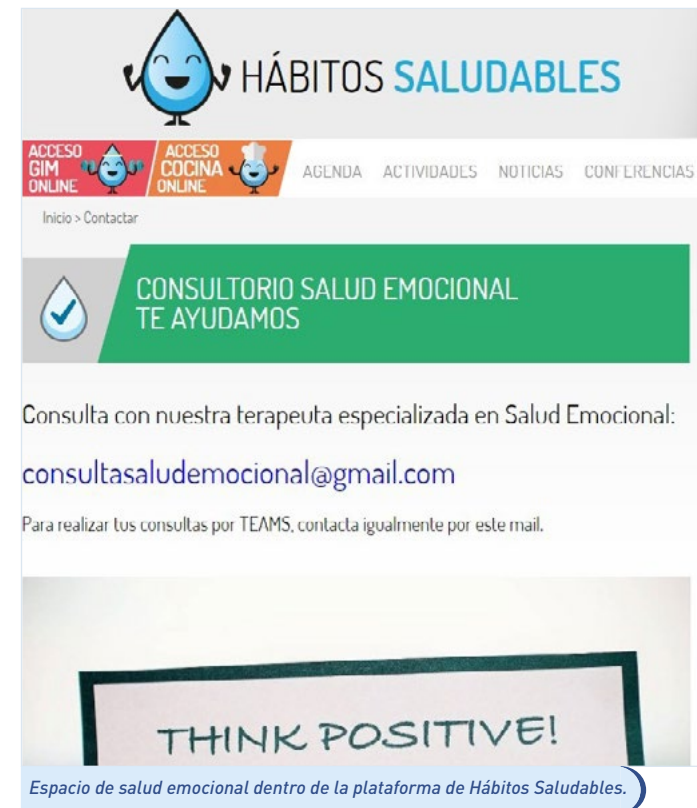 HÁBITOS SALUDABLES
ACCESO
GIM
ONLINE
ACCESO
COCINA
ONLINE
AGENDA ACTIVIDADES NOTICIAS CONFERENCIAS
Inicio > Contactar
CONSULTORIO SALUD EMOCIONAL
TE AYUDAMOS
Consulta con nuestra terapeuta especializada en Salud Emocional:
consultasaludemocional@gmail.com
Para realizar tus consultas por TEAMS, contacta igualmente por este mail.
THINK POSITIVE!
Espacio de salud emocional dentro de la plataforma de Hábitos Saludables.